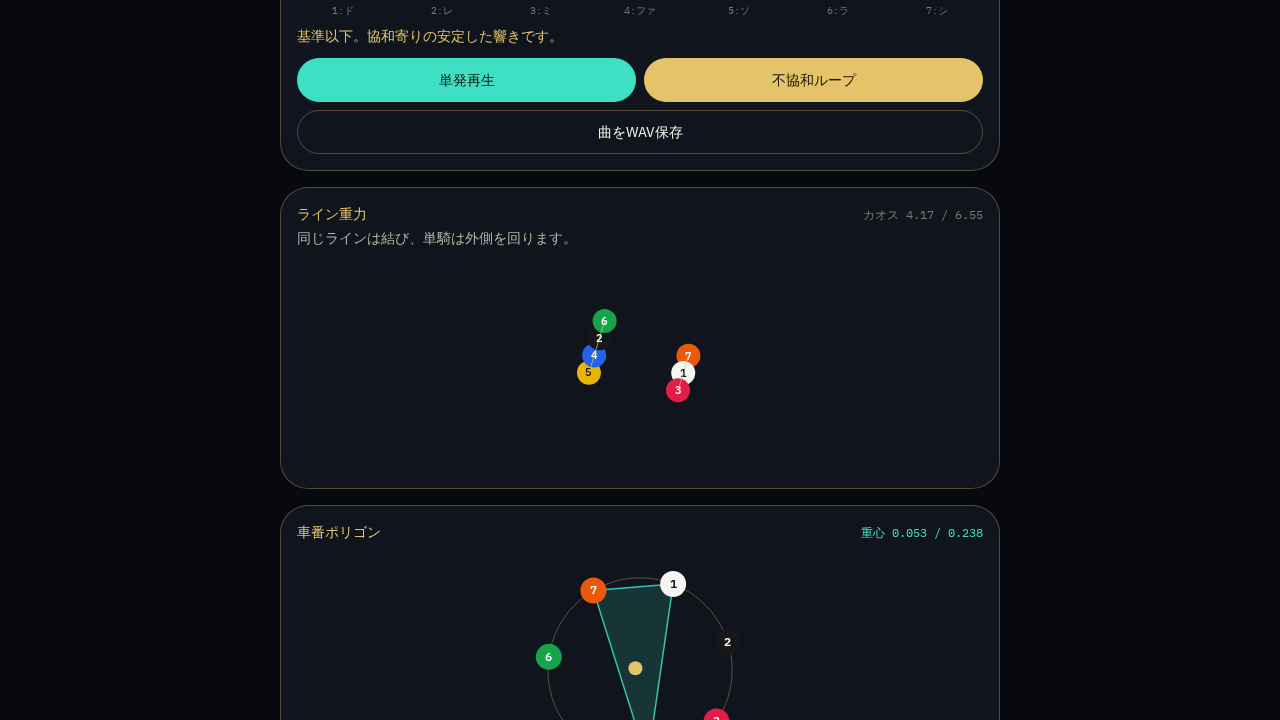 1:ド 2:レ 3:ミ 4:ファ 5:ソ 6:ラ 7:シ
基準以下。協和寄りの安定した響きです。
単発再生 不協和ループ
曲をWAV保存
ライン重力 カオス 4.17 / 6.55
同じラインは結び、単騎は外側を回ります。
6
2
4 7
5 1
3
車番ポリゴン 重心 0.053 / 0.238
7 1
2
6
3